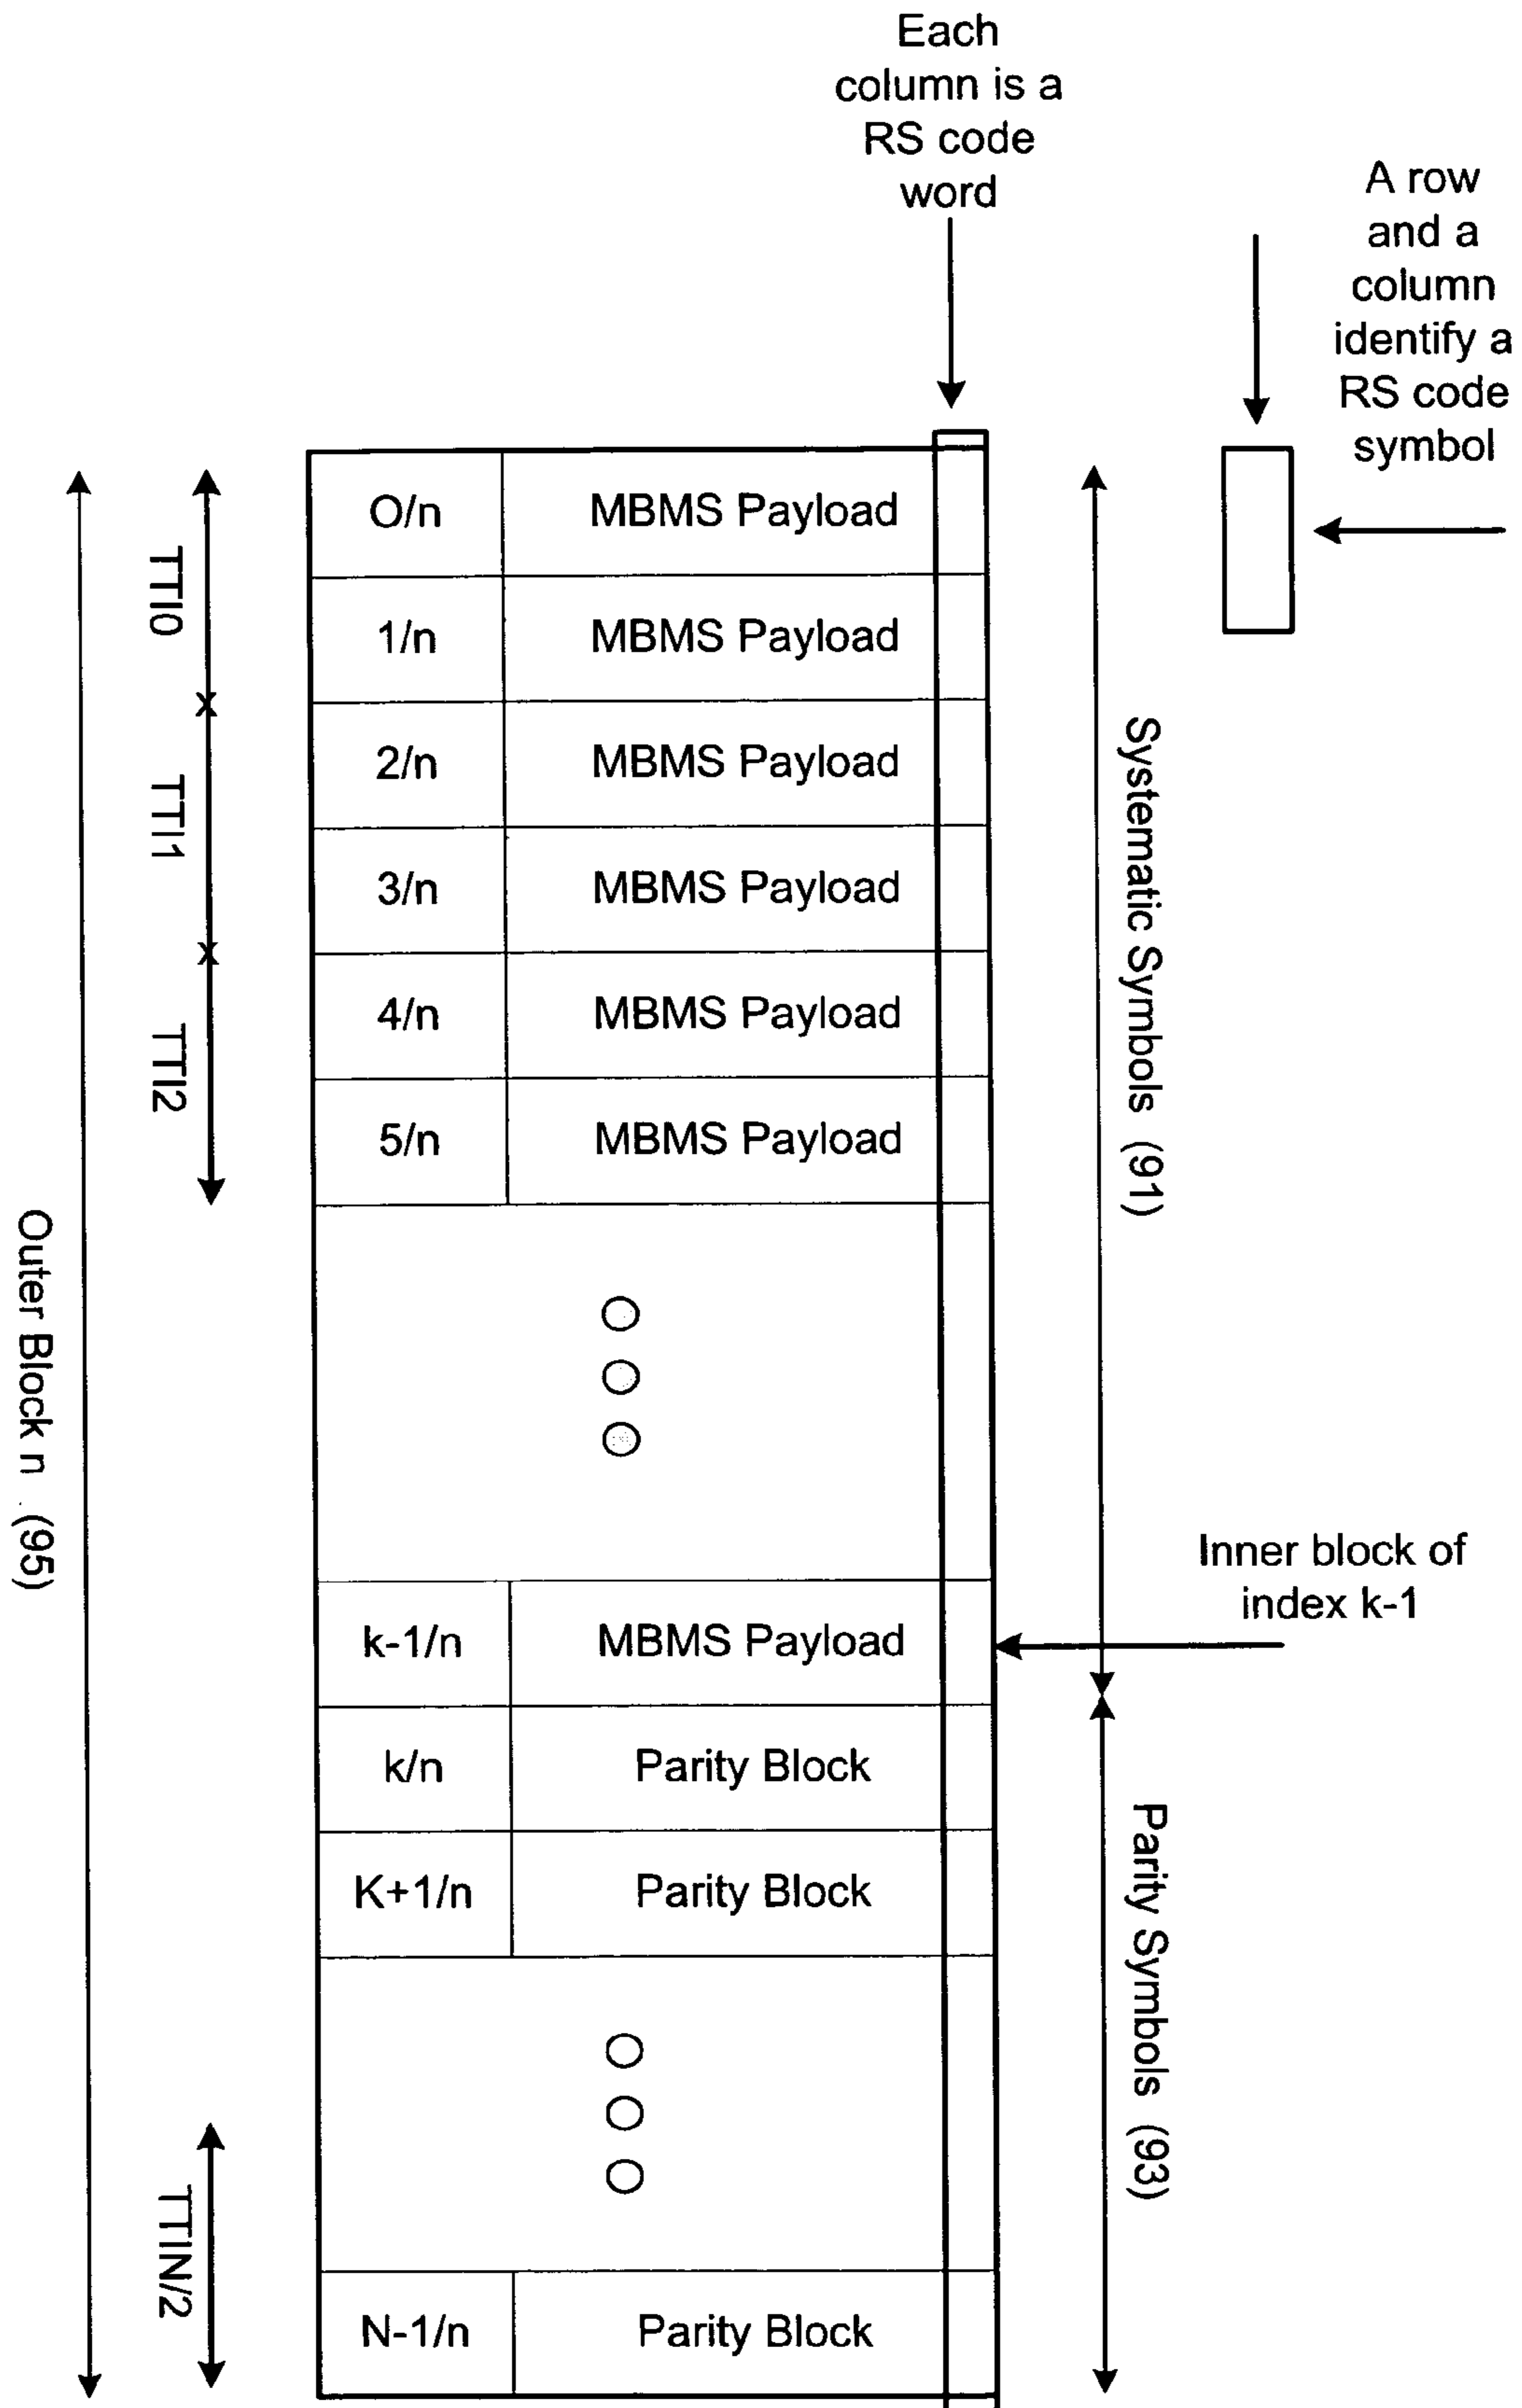 Each
column is a
RS code
word
A row
and a
column
identify a
RS code
symbol
O/n MBMS Payload
1/n MBMS Payload
2/n MBMS Payload
3/n MBMS Payload
4/n MBMS Payload
5/n MBMS Payload
k-1/n MBMS Payload
k/n Parity Block
K+1/n Parity Block
N-1/n Parity Block
TTI0
TTI1
TTI2
TTIN/2
Outer Block n (95)
Systematic Symbols (91)
Inner block of
index k-1
Parity Symbols (93)